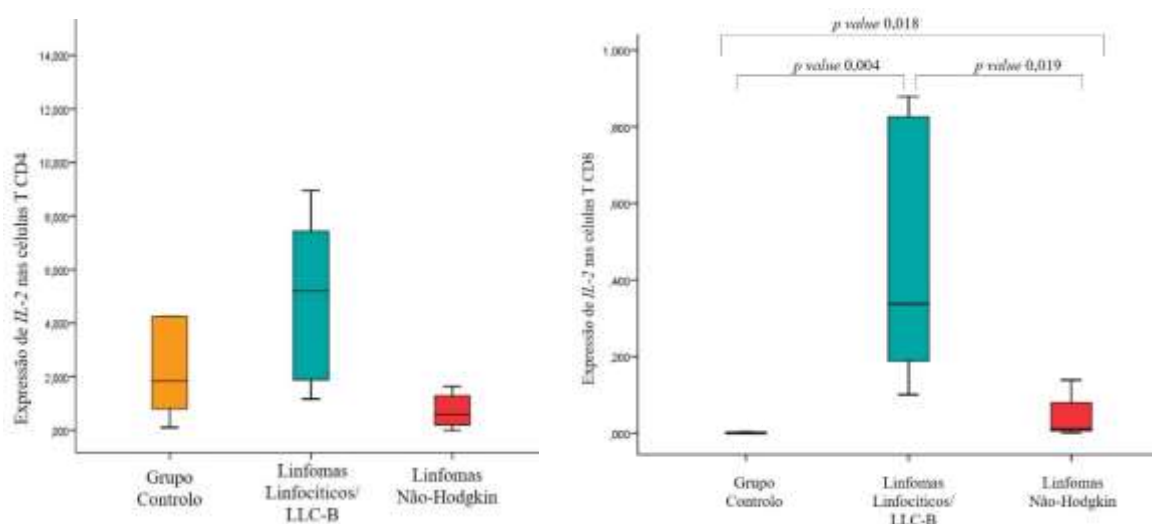 Expressão de IL-2 nas células T CD4
14,000
12,000
10,000
8,000
6,000
4,000
2,000
,000
Grupo
Controlo
Linfomas
Linfocíticos/
LLC-B
Linfomas
Não-Hodgkin
p value 0,018
p value 0,004
p value 0,019
Expressão de IL-2 nas células T CD8
1,000
,800
,600
,400
,200
,000
Grupo
Controlo
Linfomas
Linfocíticos/
LLC-B
Linfomas
Não-Hodgkin